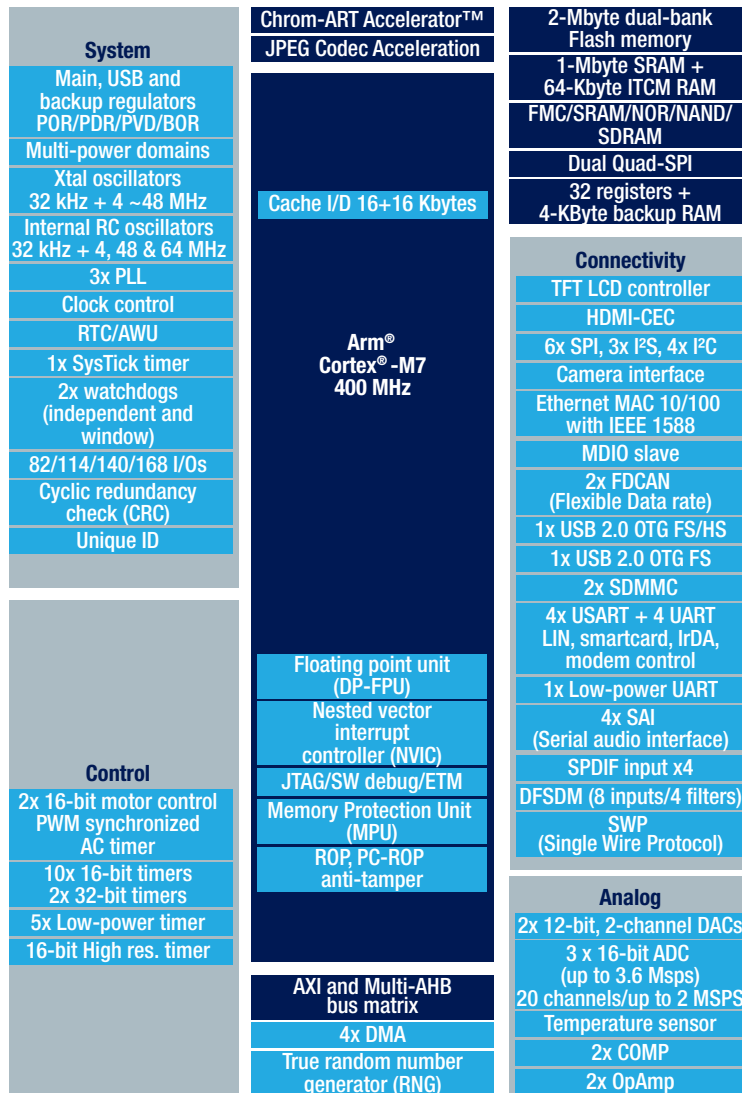 System
Main, USB and
backup regulators
POR/PDR/PVD/BOR
Multi-power domains
Xtal oscillators
32 kHz + 4 ~48 MHz
Internal RC oscillators
32 kHz + 4, 48 & 64 MHz
3x PLL
Clock control
RTC/AWU
1x SysTick timer
2x watchdogs
(independent and
window)
82/114/140/168 I/Os
Cyclic redundancy
check (CRC)
Unique ID
Control
2x 16-bit motor control
PWM synchronized
AC timer
10x 16-bit timers
2x 32-bit timers
5x Low-power timer
16-bit High res. timer
Chrom-ART Accelerator™
JPEG Codec Acceleration
Cache I/D 16+16 Kbytes
Arm®
Cortex® -M7
400 MHz
Floating point unit
(DP-FPU)
Nested vector
interrupt
controller (NVIC)
JTAG/SW debug/ETM
Memory Protection Unit
(MPU)
ROP, PC-ROP
anti-tamper
AXI and Multi-AHB
bus matrix
4x DMA
True random number
generator (RNG)
2-Mbyte dual-bank
Flash memory
1-Mbyte SRAM +
64-Kbyte ITCM RAM
FMC/SRAM/NOR/NAND/
SDRAM
Dual Quad-SPI
32 registers +
4-KByte backup RAM
Connectivity
TFT LCD controller
HDMI-CEC
6x SPI, 3x I²S, 4x I²C
Camera interface
Ethernet MAC 10/100
with IEEE 1588
MDIO slave
2x FDCAN
(Flexible Data rate)
1x USB 2.0 OTG FS/HS
1x USB 2.0 OTG FS
2x SDMMC
4x USART + 4 UART
LIN, smartcard, IrDA,
modem control
1x Low-power UART
4x SAI
(Serial audio interface)
SPDIF input x4
DFSDM (8 inputs/4 filters)
SWP
(Single Wire Protocol)
Analog
2x 12-bit, 2-channel DACs
3 x 16-bit ADC
(up to 3.6 Msps)
20 channels/up to 2 MSPS
Temperature sensor
2x COMP
2x OpAmp